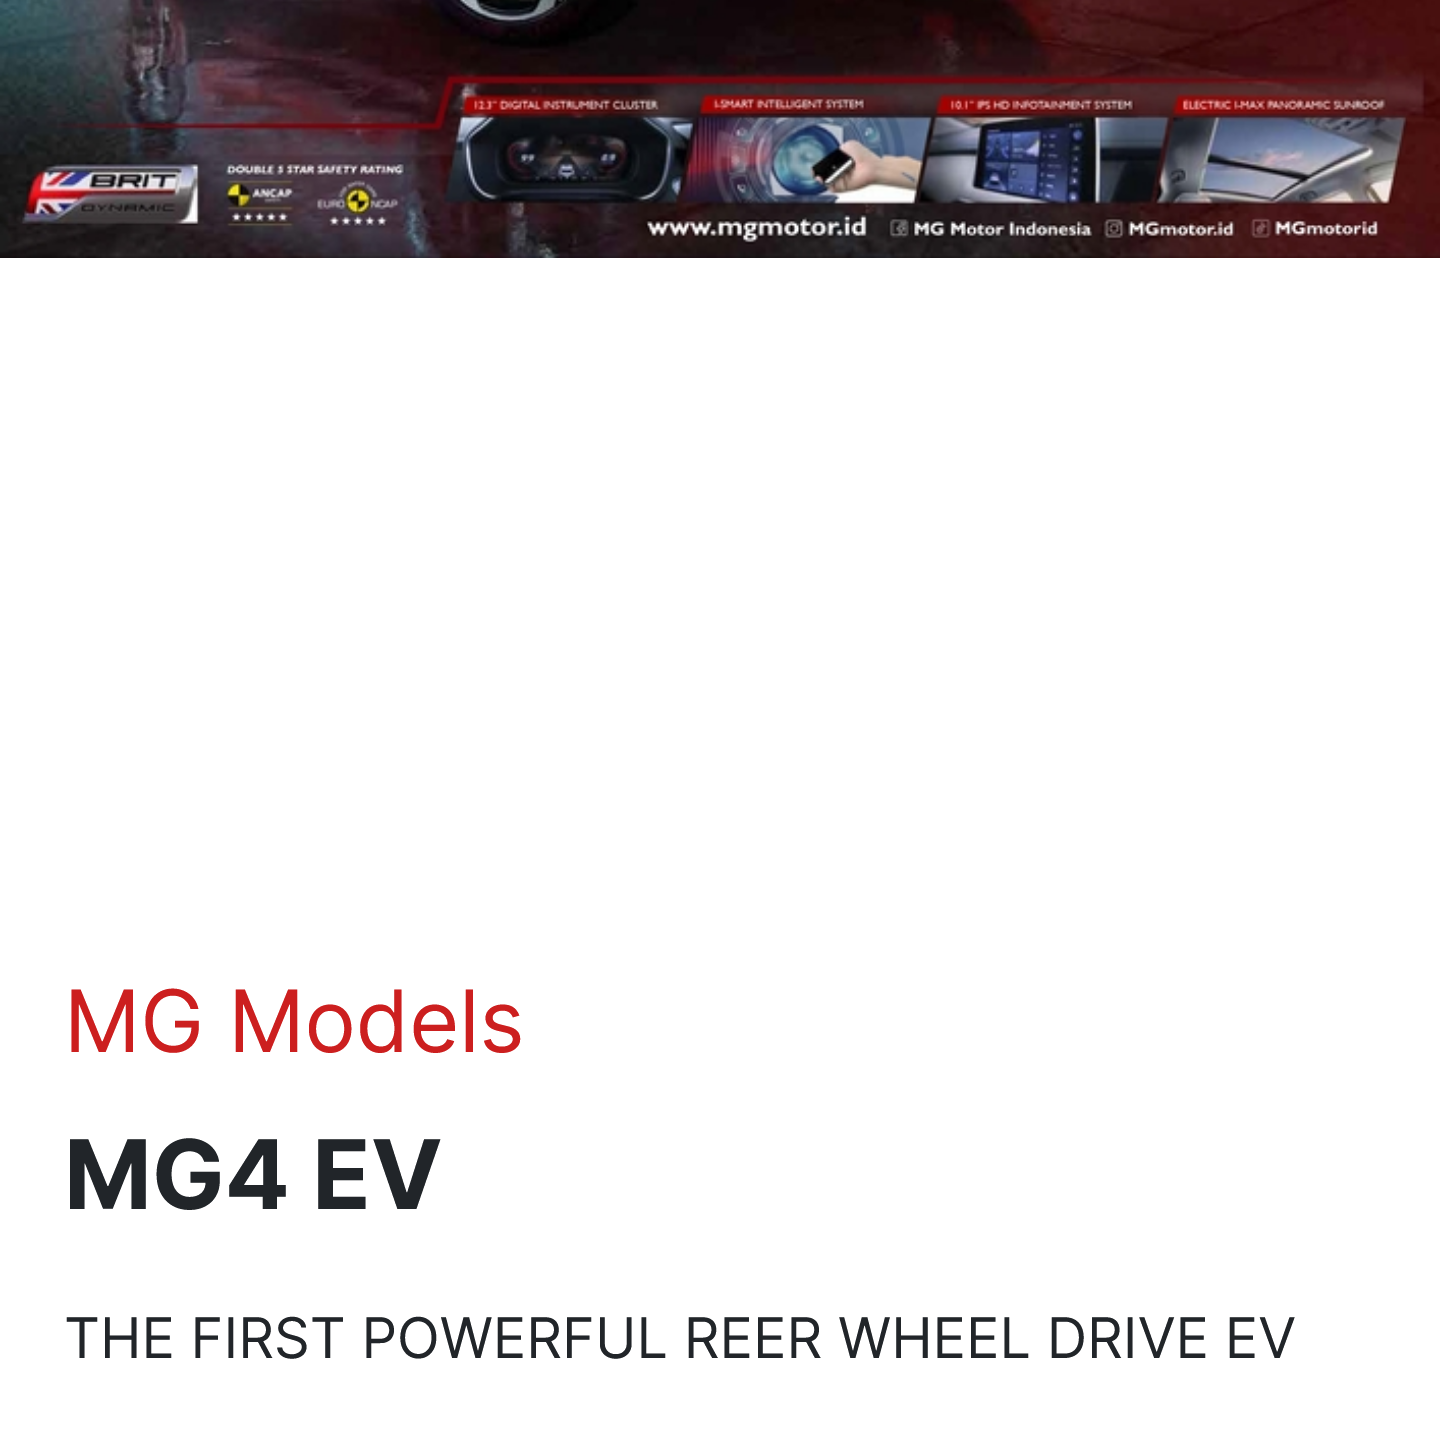 12.3" DIGITAL INSTRUMENT CLUSTER
I-SMART INTELLIGENT SYSTEM
10.1" IPS HD INFOTAINMENT SYSTEM
ELECTRIC I-MAX PANORAMIC SUNROOF
BRIT
DYNAMIC
DOUBLE 5 STAR SAFETY RATING
ANCAP
EURO NCAP
www.mgmotor.id
MG Motor Indonesia
MGmotor.id
MGmotorid
MG Models
MG4 EV
THE FIRST POWERFUL REER WHEEL DRIVE EV